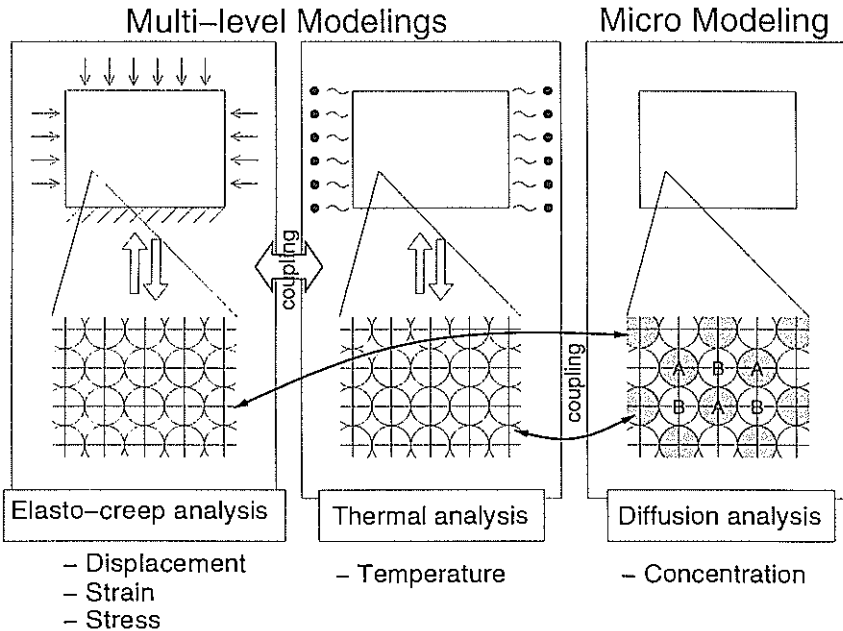 Multi–level Modelings
Micro Modeling
coupling
coupling
A B A
B A B
Elasto–creep analysis
Thermal analysis
Diffusion analysis
– Displacement
– Strain
– Stress
– Temperature
– Concentration